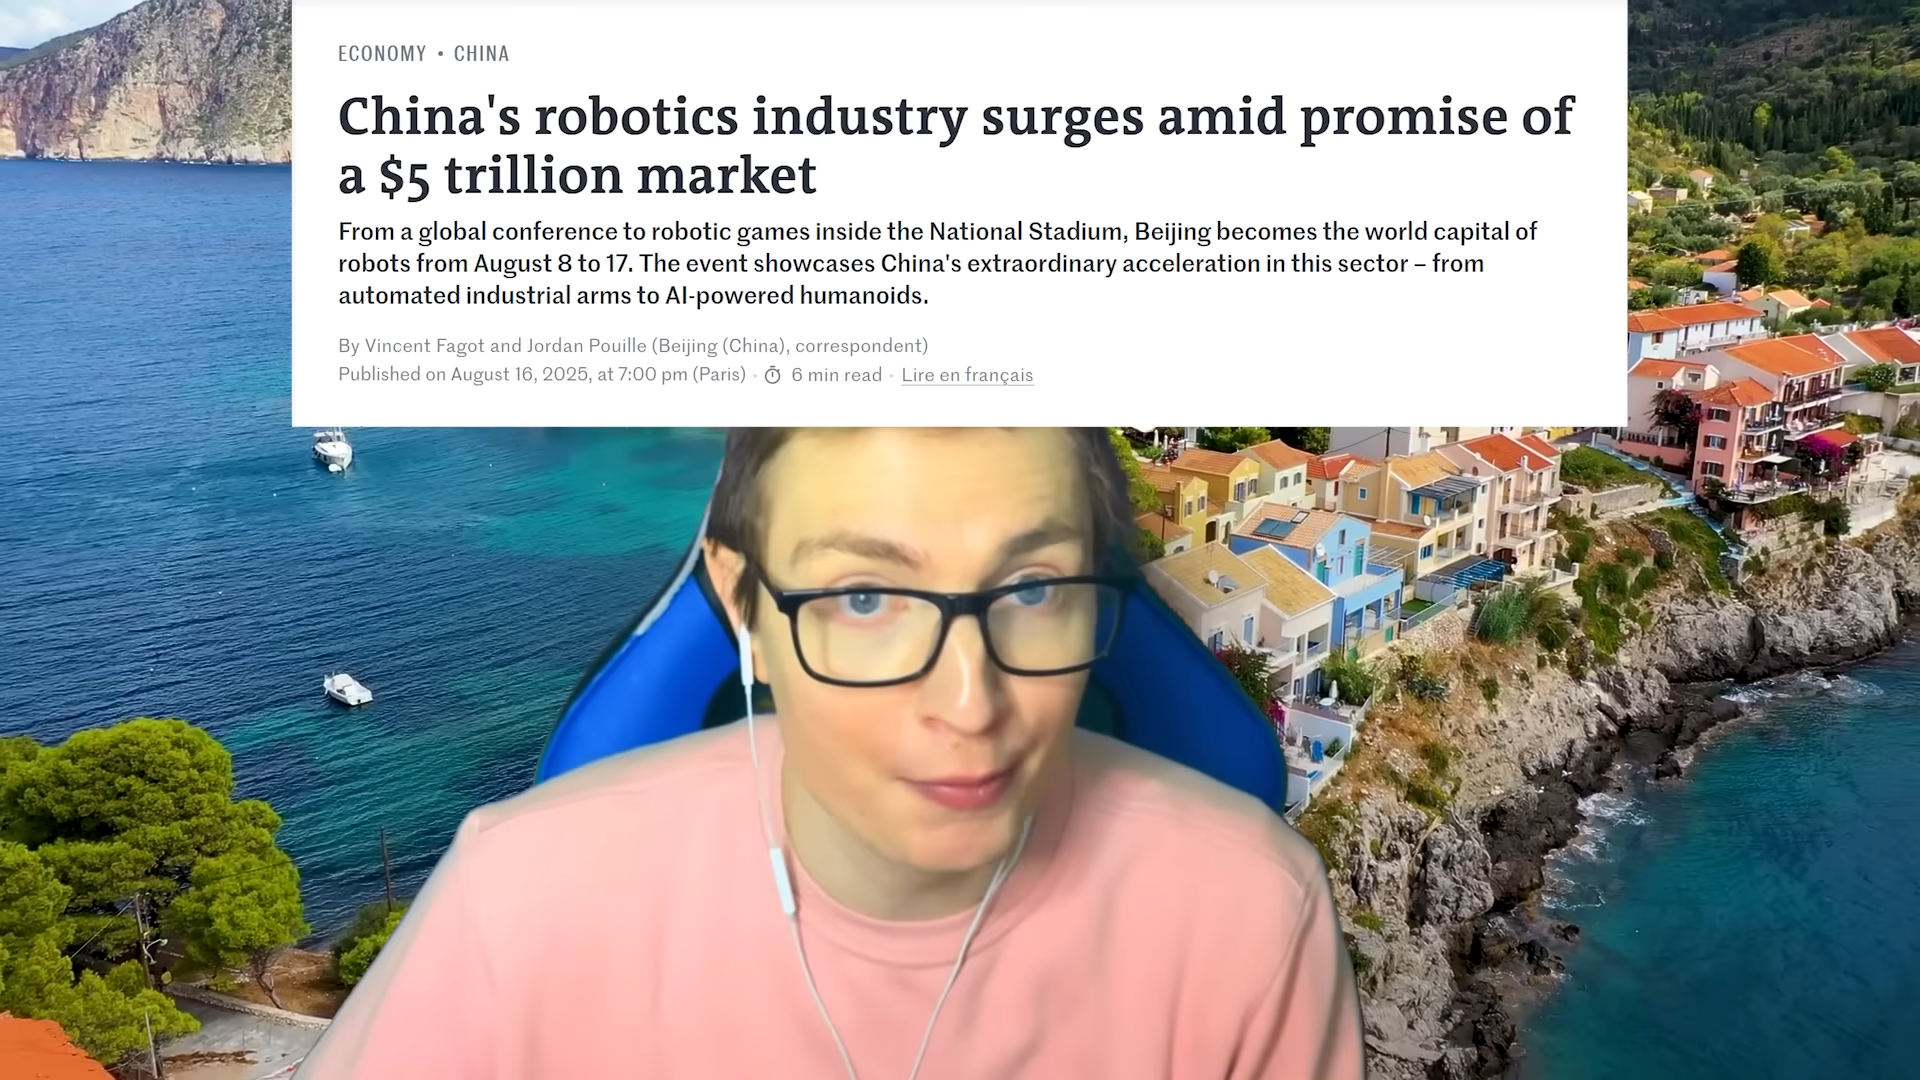 ECONOMY • CHINA
China's robotics industry surges amid promise of
a $5 trillion market
From a global conference to robotic games inside the National Stadium, Beijing becomes the world capital of
robots from August 8 to 17. The event showcases China's extraordinary acceleration in this sector – from
automated industrial arms to AI-powered humanoids.
By Vincent Fagot and Jordan Pouille (Beijing (China), correspondent)
Published on August 16, 2025, at 7:00 pm (Paris) • 6 min read • Lire en français